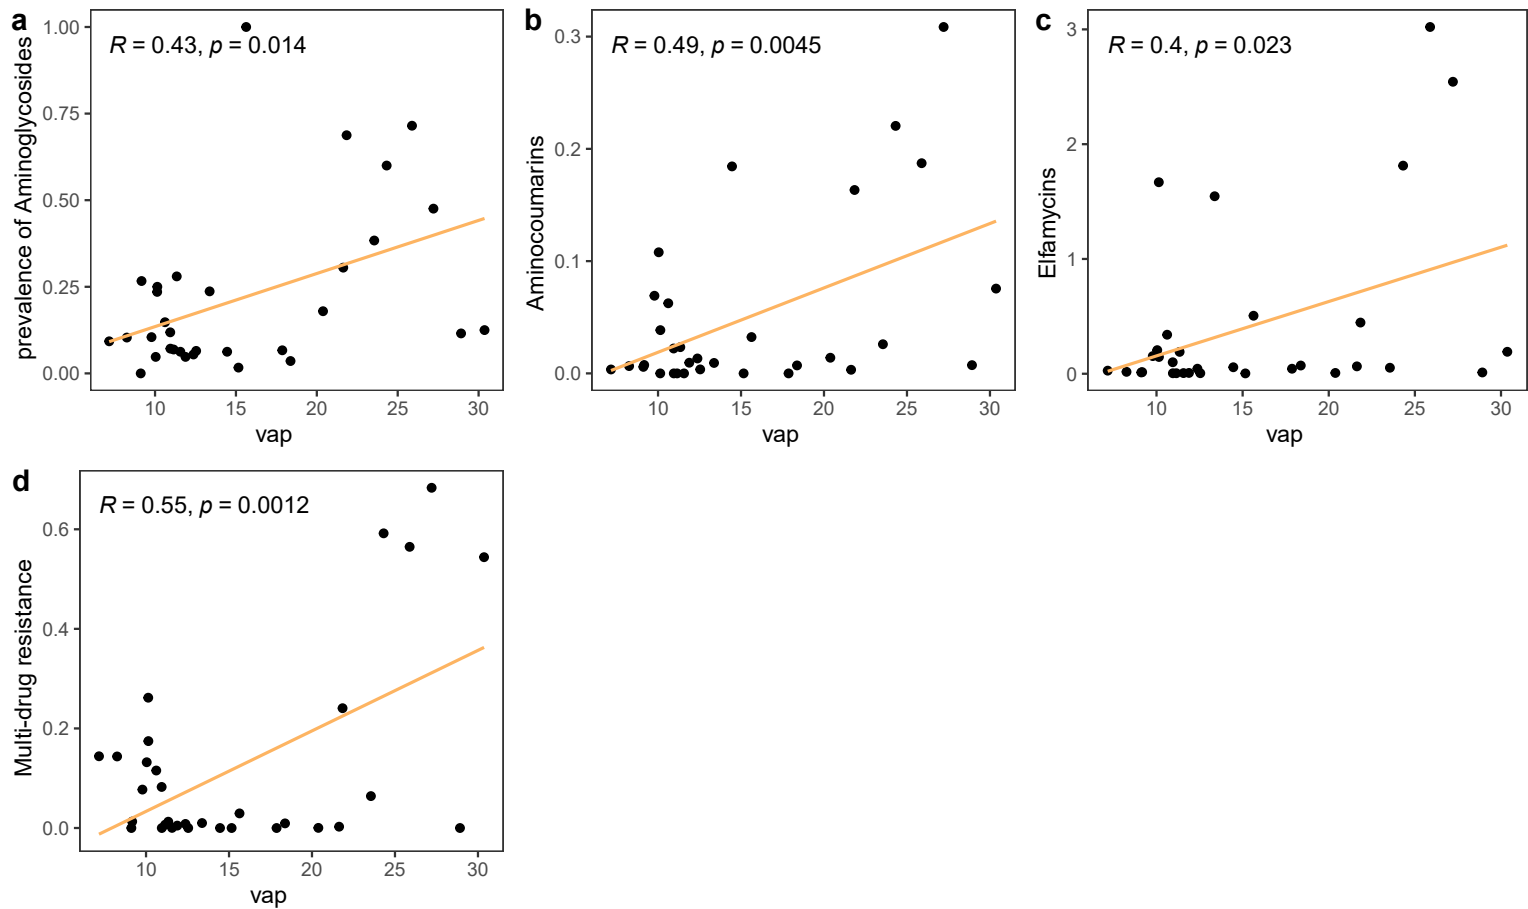 a
R = 0.43, p = 0.014
prevalence of Aminoglycosides
1.00
0.75
0.50
0.25
0.00
10 15 20 25 30
vap
b
R = 0.49, p = 0.0045
Aminocoumarins
0.3
0.2
0.1
0.0
10 15 20 25 30
vap
c
R = 0.4, p = 0.023
Elfamycins
3
2
1
0
10 15 20 25 30
vap
d
R = 0.55, p = 0.0012
Multi-drug resistance
0.6
0.4
0.2
0.0
10 15 20 25 30
vap